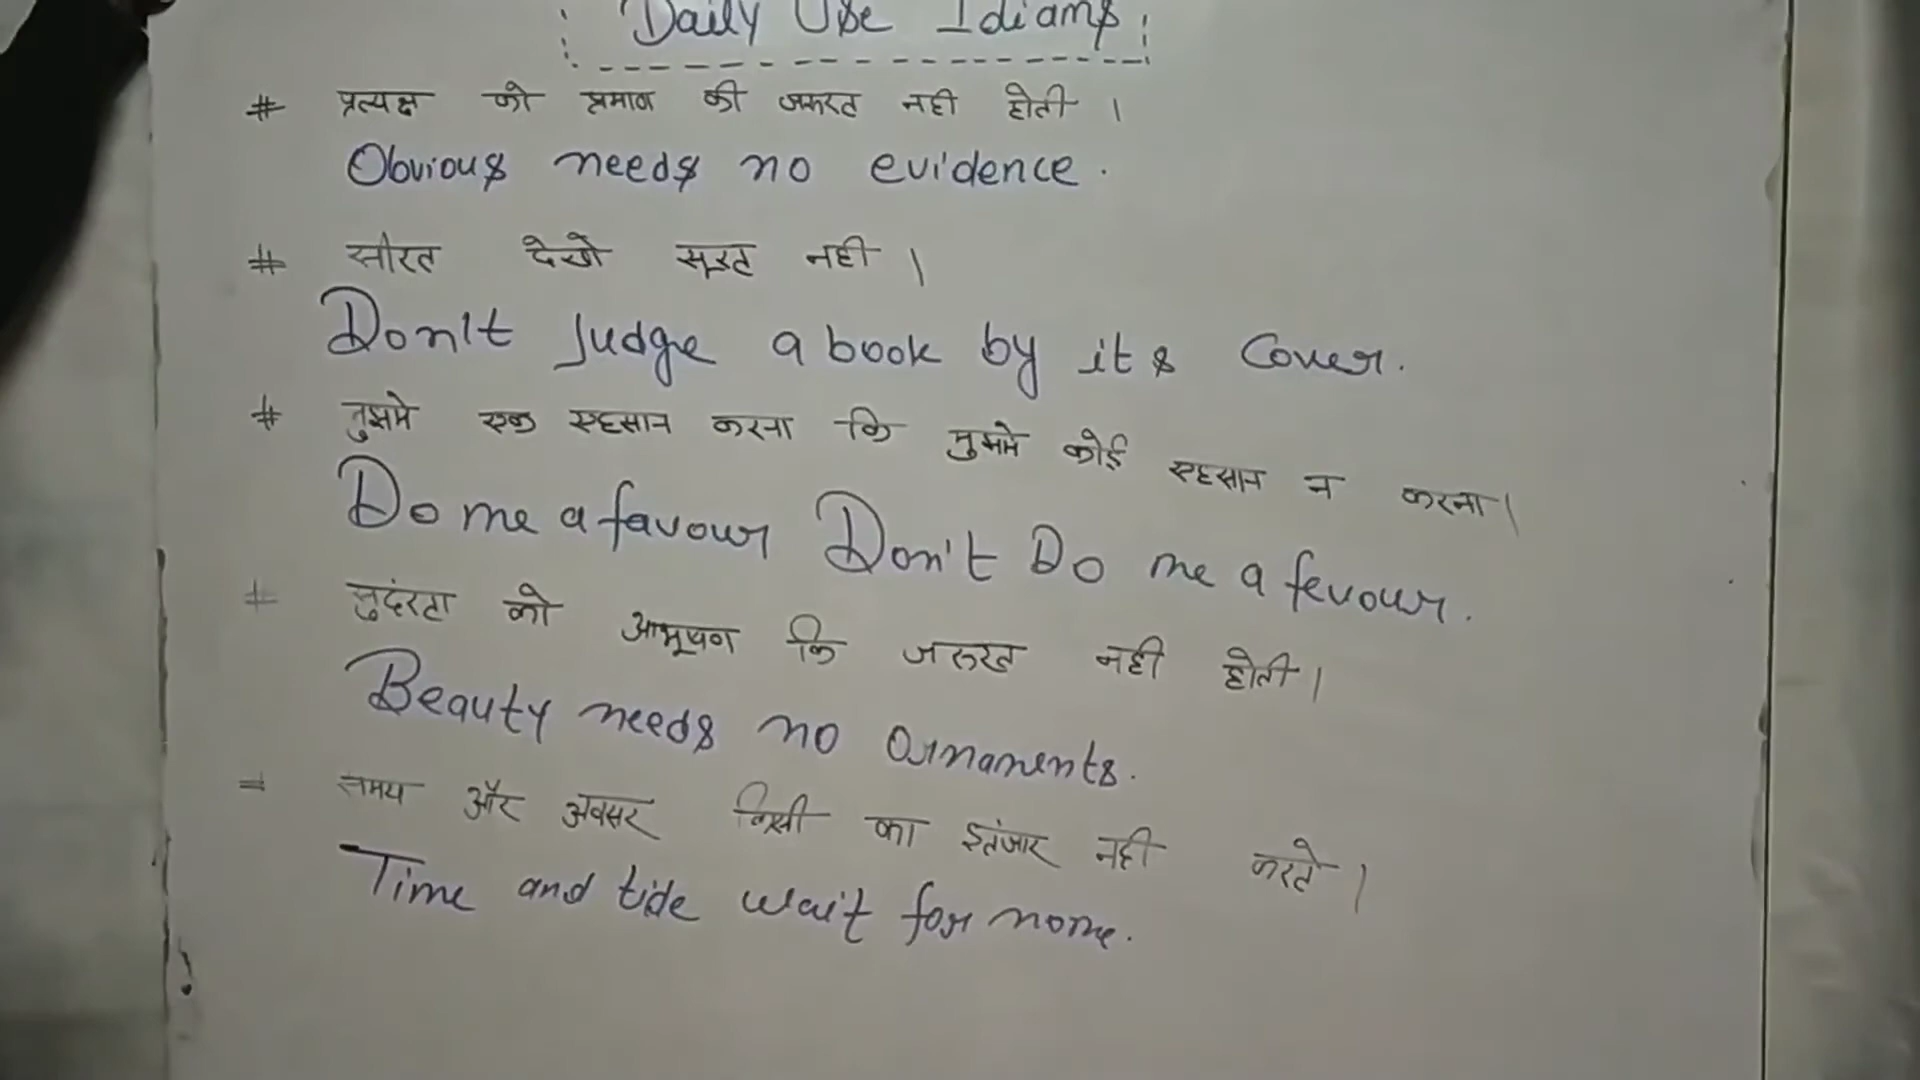 Daily Use Idiams
# प्रत्यक्ष को प्रमाण की जरूरत नही होती ।
Obvious needs no evidence.
# सीरत देखो सूरत नही ।
Don't Judge a book by its Cover.
# तुझमे एक एहसान करना कि मुझमे कोई एहसान न करना।
Do me a favour Don't Do me a fevour.
# सुदंरता को आभूषण कि जरुरत नही होती।
Beauty needs no Ornaments.
= समय और अवसर किसी का इतंजार नही करते ।
Time and tide wait for none.